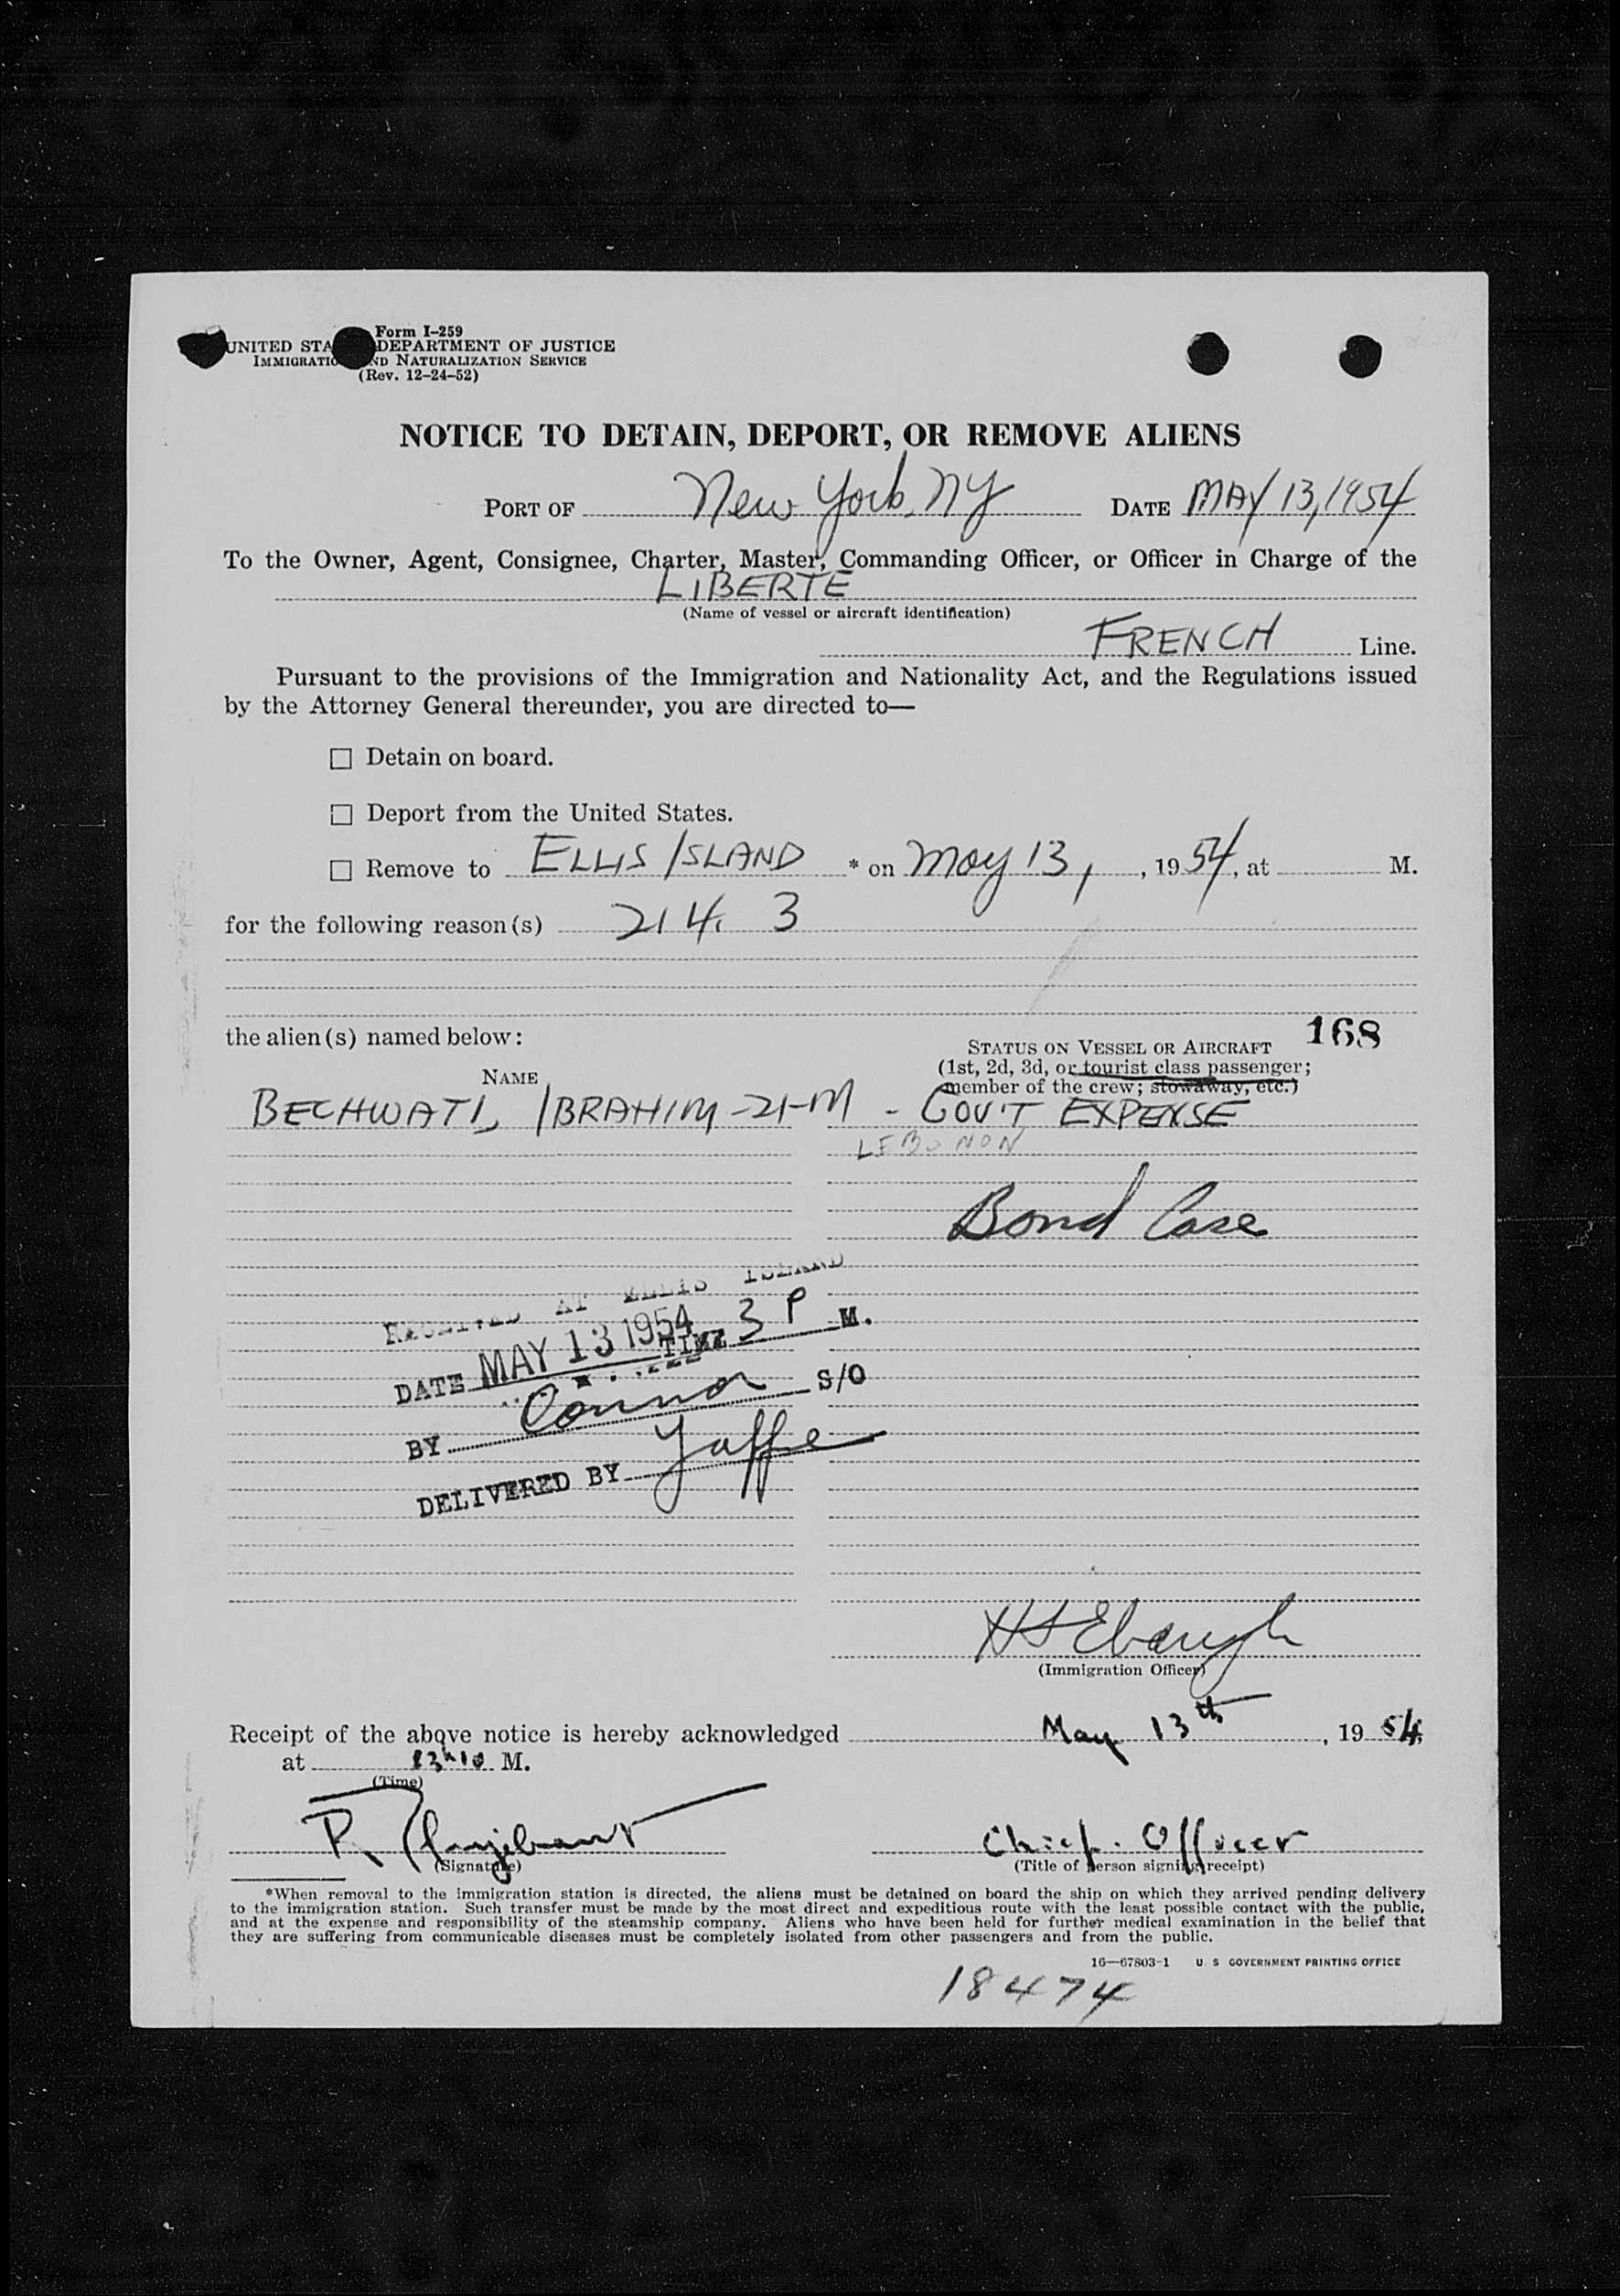 Form I-259
UNITED STA DEPARTMENT OF JUSTICE
IMMIGRATIO ND NATURALIZATION SERVICE
(Rev. 12-24-52)
NOTICE TO DETAIN, DEPORT, OR REMOVE ALIENS
PORT OF New York, NY DATE MAY 13, 1954
To the Owner, Agent, Consignee, Charter, Master, Commanding Officer, or Officer in Charge of the
LIBERTE
(Name of vessel or aircraft identification)
FRENCH Line.
Pursuant to the provisions of the Immigration and Nationality Act, and the Regulations issued
by the Attorney General thereunder, you are directed to—
☐ Detain on board.
☐ Deport from the United States.
☐ Remove to ELLIS ISLAND * on May 13, , 1954, at M.
for the following reason(s) 214. 3
the alien(s) named below:
168
STATUS ON VESSEL OR AIRCRAFT
(1st, 2d, 3d, or tourist class passenger;
member of the crew; stowaway, etc.)
NAME
BECHWATI, IBRAHIM -21-M - GOV'T EXPENSE
LEBONON
Bond Case
RECEIVED AT ELLIS ISLAND
DATE MAY 13 1954 TIME 3 P M.
BY Connor S/O
DELIVERED BY Yaffe
H S Ebaugh
(Immigration Officer)
Receipt of the above notice is hereby acknowledged May 13th , 19 54
at M.
(Time)
Chief. Officer
(Signature) (Title of person signing receipt)
*When removal to the immigration station is directed, the aliens must be detained on board the ship on which they arrived pending delivery
to the immigration station. Such transfer must be made by the most direct and expeditious route with the least possible contact with the public,
and at the expense and responsibility of the steamship company. Aliens who have been held for further medical examination in the belief that
they are suffering from communicable diseases must be completely isolated from other passengers and from the public.
16—67803-1 U. S GOVERNMENT PRINTING OFFICE
18474